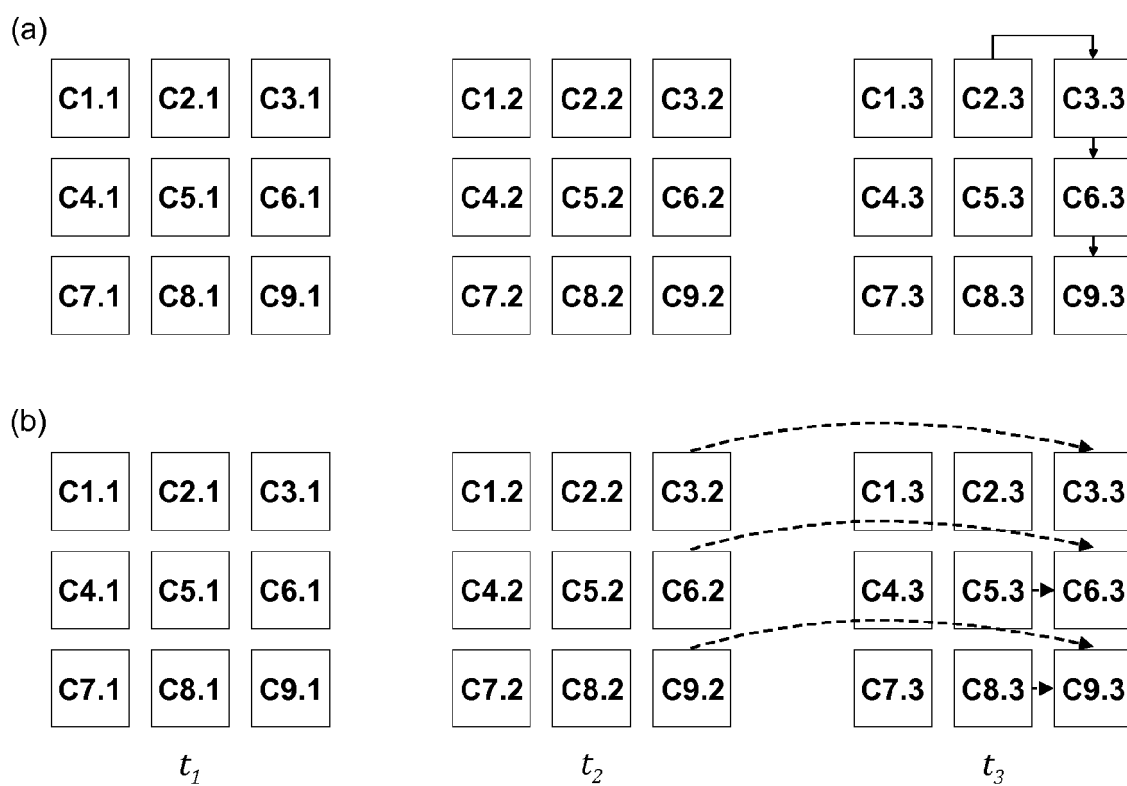 (a)
C1.1 C2.1 C3.1 C1.2 C2.2 C3.2 C1.3 C2.3 C3.3
C4.1 C5.1 C6.1 C4.2 C5.2 C6.2 C4.3 C5.3 C6.3
C7.1 C8.1 C9.1 C7.2 C8.2 C9.2 C7.3 C8.3 C9.3
(b)
C1.1 C2.1 C3.1 C1.2 C2.2 C3.2 C1.3 C2.3 C3.3
C4.1 C5.1 C6.1 C4.2 C5.2 C6.2 C4.3 C5.3 C6.3
C7.1 C8.1 C9.1 C7.2 C8.2 C9.2 C7.3 C8.3 C9.3
t1 t2 t3